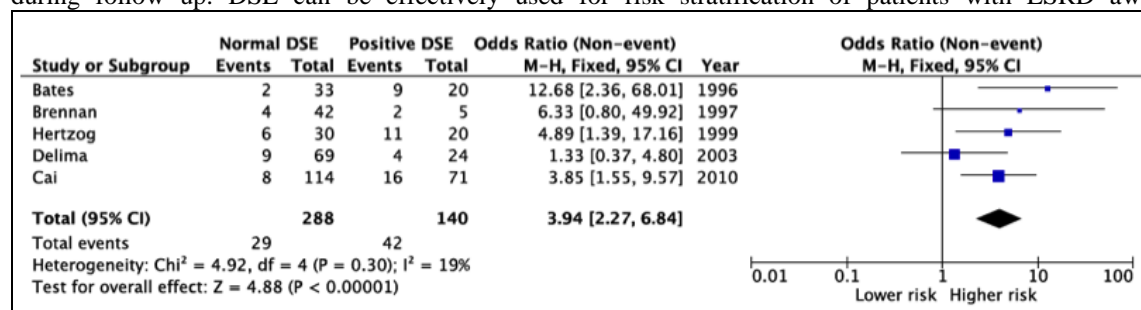 during follow up. DSE can be effectively used for risk stratification of patients with ESRD aw
Normal DSE Positive DSE Odds Ratio (Non-event) Odds Ratio (Non-event)
Study or Subgroup Events Total Events Total M-H, Fixed, 95% CI Year M-H, Fixed, 95% CI
Bates 2 33 9 20 12.68 [2.36, 68.01] 1996
Brennan 4 42 2 5 6.33 [0.80, 49.92] 1997
Hertzog 6 30 11 20 4.89 [1.39, 17.16] 1999
Delima 9 69 4 24 1.33 [0.37, 4.80] 2003
Cai 8 114 16 71 3.85 [1.55, 9.57] 2010
Total (95% CI) 288 140 3.94 [2.27, 6.84]
Total events 29 42
Heterogeneity: Chi² = 4.92, df = 4 (P = 0.30); I² = 19%
Test for overall effect: Z = 4.88 (P < 0.00001)
0.01 0.1 1 10 100
Lower risk Higher risk